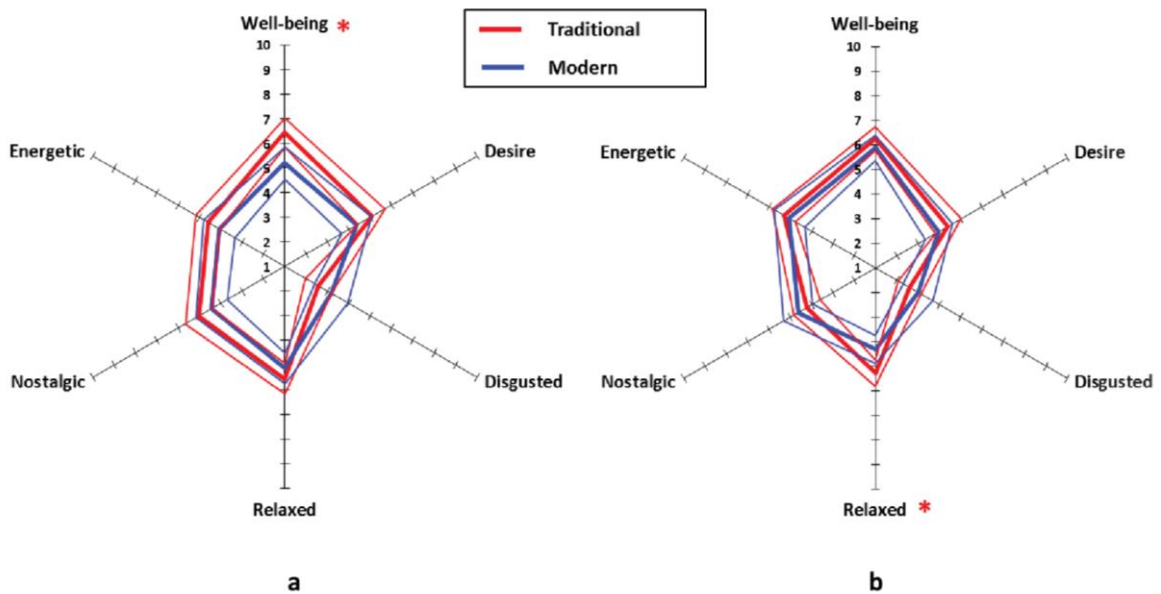 Well-being *
10
9
8
7
6
5
4
3
2
1
Energetic
Desire
Nostalgic
Disgusted
Relaxed
a
Traditional
Modern
Well-being
10
9
8
7
6
5
4
3
2
1
Energetic
Desire
Nostalgic
Disgusted
Relaxed *
b